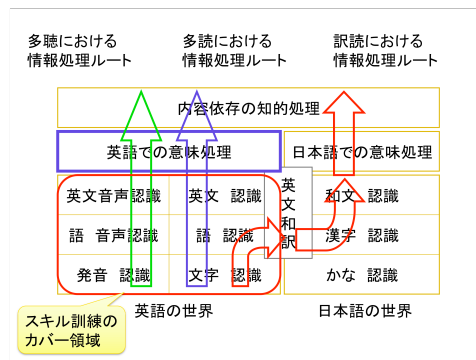 多聴における
情報処理ルート
多読における
情報処理ルート
訳読における
情報処理ルート
内容依存の知的処理
英語での意味処理
日本語での意味処理
英文音声認識
英文 認識
英文和訳
和文 認識
語 音声認識
語 認識
漢字 認識
発音 認識
文字 認識
かな 認識
英語の世界
日本語の世界
スキル訓練の
カバー領域